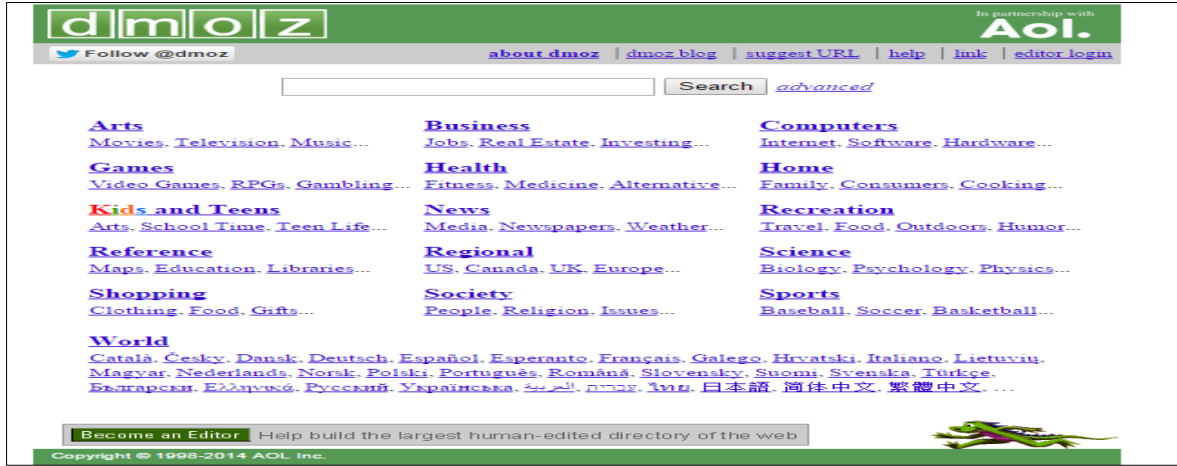 dmoz
In partnership with
Aol.
Follow @dmoz
about dmoz | dmoz blog | suggest URL | help | link | editor login
Search advanced
Arts
Movies, Television, Music...
Business
Jobs, Real Estate, Investing...
Computers
Internet, Software, Hardware...
Games
Video Games, RPGs, Gambling...
Health
Fitness, Medicine, Alternative...
Home
Family, Consumers, Cooking...
Kids and Teens
Arts, School Time, Teen Life...
News
Media, Newspapers, Weather...
Recreation
Travel, Food, Outdoors, Humor...
Reference
Maps, Education, Libraries...
Regional
US, Canada, UK, Europe...
Science
Biology, Psychology, Physics...
Shopping
Clothing, Food, Gifts...
Society
People, Religion, Issues...
Sports
Baseball, Soccer, Basketball...
World
Català, Česky, Dansk, Deutsch, Español, Esperanto, Français, Galego, Hrvatski, Italiano, Lietuvių,
Magyar, Nederlands, Norsk, Polski, Português, Română, Slovensky, Suomi, Svenska, Türkçe,
Български, Ελληνικά, Русский, Українська, العربية, עברית, ไทย, 日本語, 简体中文, 繁體中文, ...
Become an Editor Help build the largest human-edited directory of the web
Copyright © 1998-2014 AOL Inc.